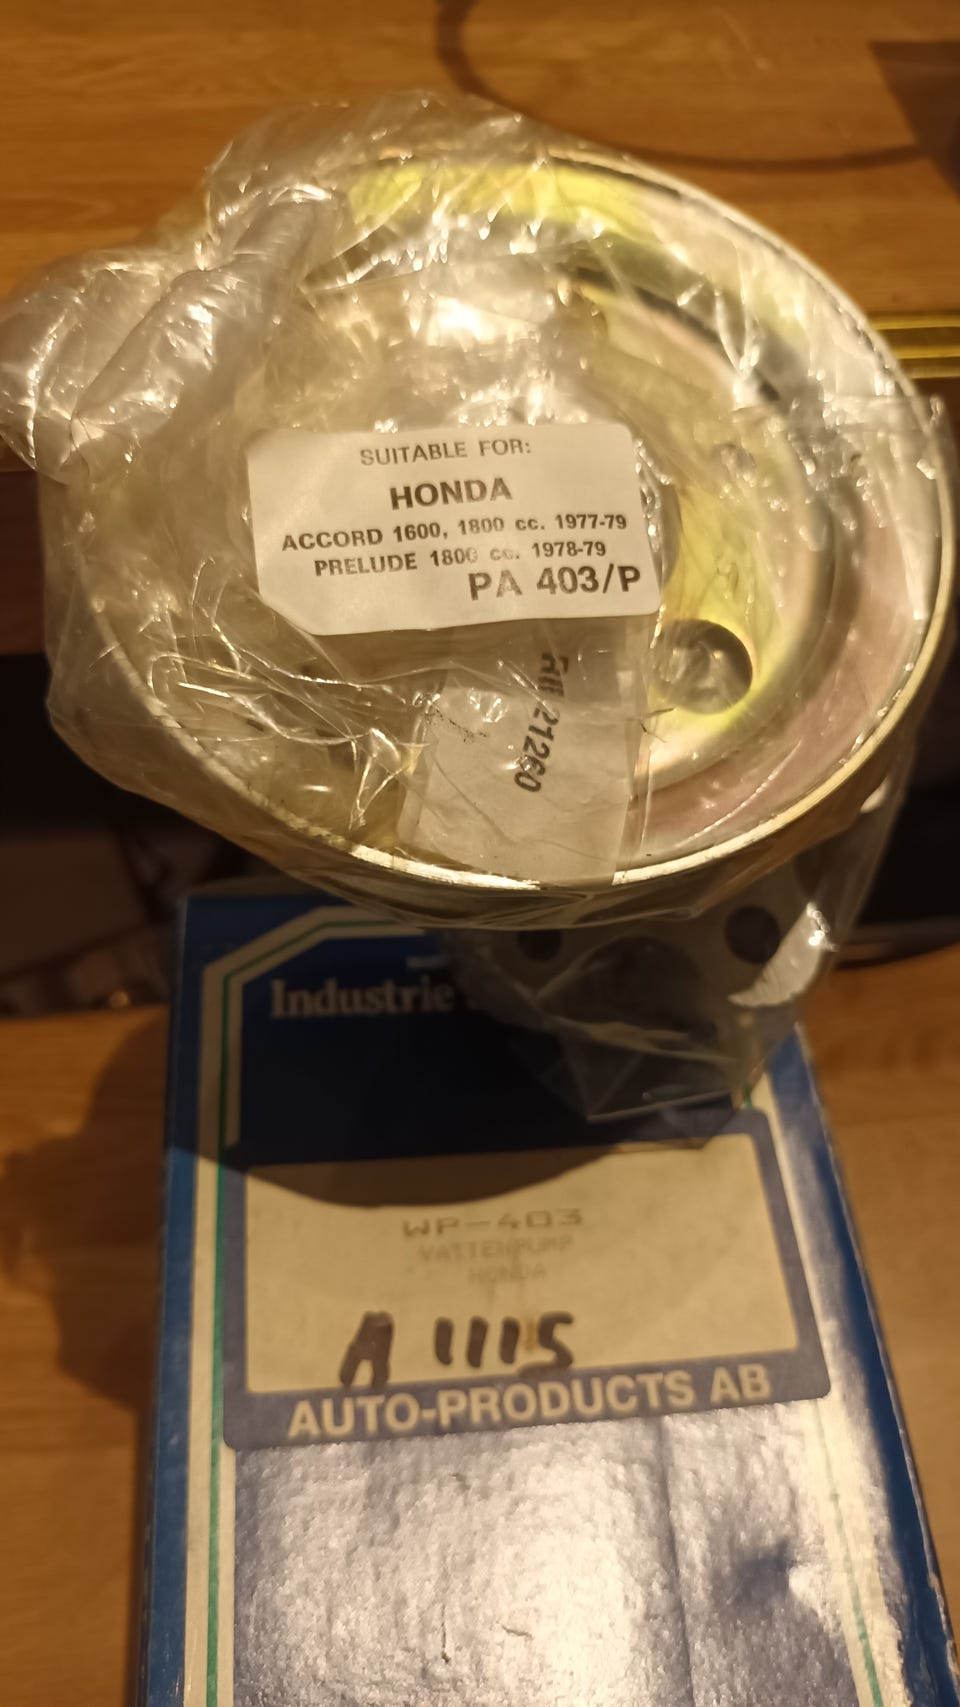 SUITABLE FOR:
HONDA
ACCORD 1600, 1800 cc. 1977-79
PRELUDE 1800 cc. 1978-79
PA 403/P
21260
Industrie
WP-403
VATTENPUMP
HONDA
A 1115
AUTO-PRODUCTS AB